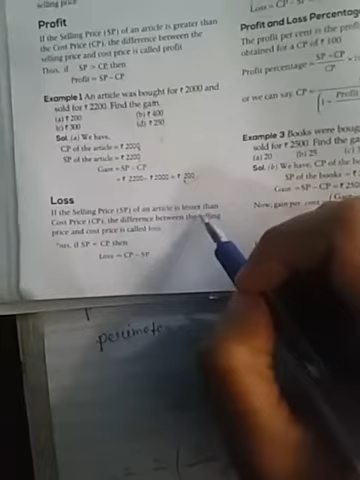 selling price
Profit
If the Selling Price (SP) of an article is greater than
the Cost Price (CP), the difference between the
selling price and cost price is called profit.
Thus, if SP > CP, then
Profit = SP − CP
Example 1 An article was bought for ₹ 2000 and
sold for ₹ 2200. Find the gain.
(a) ₹ 200 (b) ₹ 400
(c) ₹ 300 (d) ₹ 250
Sol. (a) We have,
CP of the article = ₹ 2000
SP of the article = ₹ 2200
Gain = SP − CP
= ₹ 2200 − ₹ 2000 = ₹ 200
Loss
If the Selling Price (SP) of an article is lesser than
Cost Price (CP), the difference between the selling
price and cost price is called loss.
if SP < CP then
Loss = CP − SP
Loss = CP − SP
Profit and Loss Percentage
The profit per cent is the
obtained for a CP of ₹ 100
Profit percentage = SP − CP
or we can say, CP =
Example 3 Books were
sold for ₹ 2500. Find the
(a) 20 (b) 25
Sol. (b) We have, CP of the
SP of the books = ₹
Gain = SP − CP = ₹
Now, gain per cent